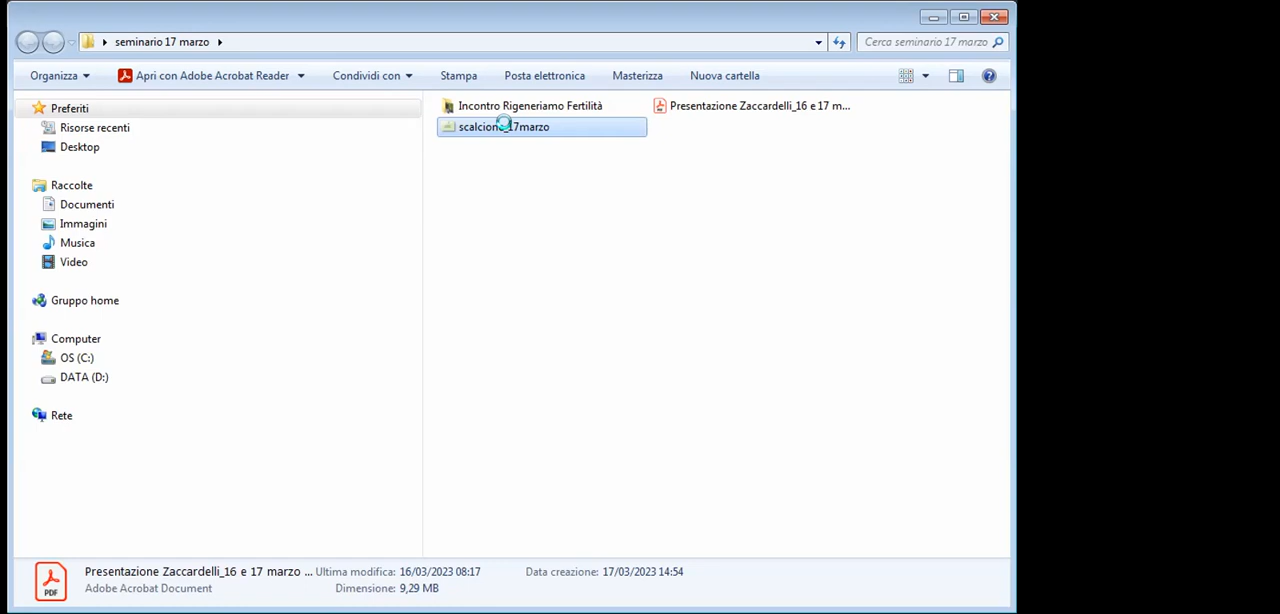 seminario 17 marzo
Cerca seminario 17 marzo
Organizza Apri con Adobe Acrobat Reader Condividi con Stampa Posta elettronica Masterizza Nuova cartella
Preferiti
Risorse recenti
Desktop
Raccolte
Documenti
Immagini
Musica
Video
Gruppo home
Computer
OS (C:)
DATA (D:)
Rete
Incontro Rigeneriamo Fertilità
scalcione_17marzo
Presentazione Zaccardelli_16 e 17 m...
Presentazione Zaccardelli_16 e 17 marzo ... Ultima modifica: 16/03/2023 08:17 Data creazione: 17/03/2023 14:54
Adobe Acrobat Document Dimensione: 9,29 MB
PDF